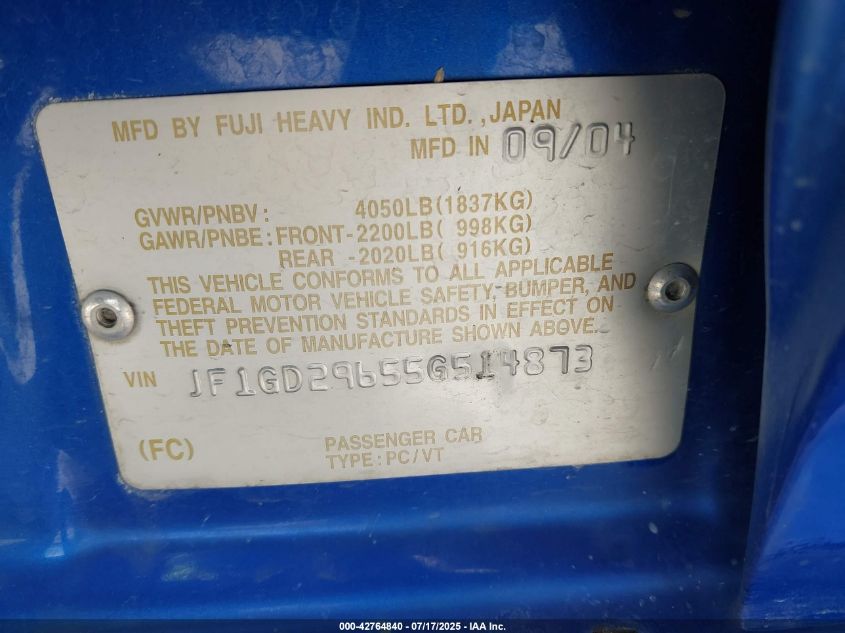 MFD BY FUJI HEAVY IND. LTD., JAPAN
MFD IN 09/04
GVWR/PNBV: 4050LB(1837KG)
GAWR/PNBE: FRONT-2200LB( 998KG)
REAR -2020LB( 916KG)
THIS VEHICLE CONFORMS TO ALL APPLICABLE
FEDERAL MOTOR VEHICLE SAFETY, BUMPER, AND
THEFT PREVENTION STANDARDS IN EFFECT ON
THE DATE OF MANUFACTURE SHOWN ABOVE.
VIN JF1GD29655G514873
(FC) PASSENGER CAR
TYPE: PC/VT
000-42764840 - 07/17/2025 - IAA Inc.